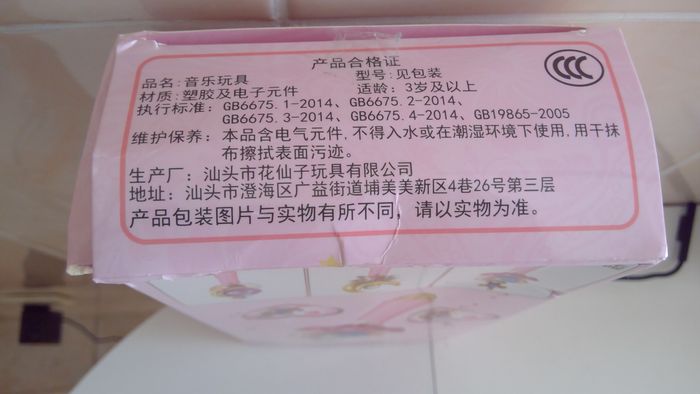 产品合格证
品名:音乐玩具 型号:见包装
材质:塑胶及电子元件 适龄:3岁及以上
执行标准:GB6675.1-2014、GB6675.2-2014、
GB6675.3-2014、GB6675.4-2014、GB19865-2005
维护保养:本品含电气元件,不得入水或在潮湿环境下使用,用干抹
布擦拭表面污迹。
生产厂:汕头市花仙子玩具有限公司
地址:汕头市澄海区广益街道埔美美新区4巷26号第三层
产品包装图片与实物有所不同,请以实物为准。
CCC